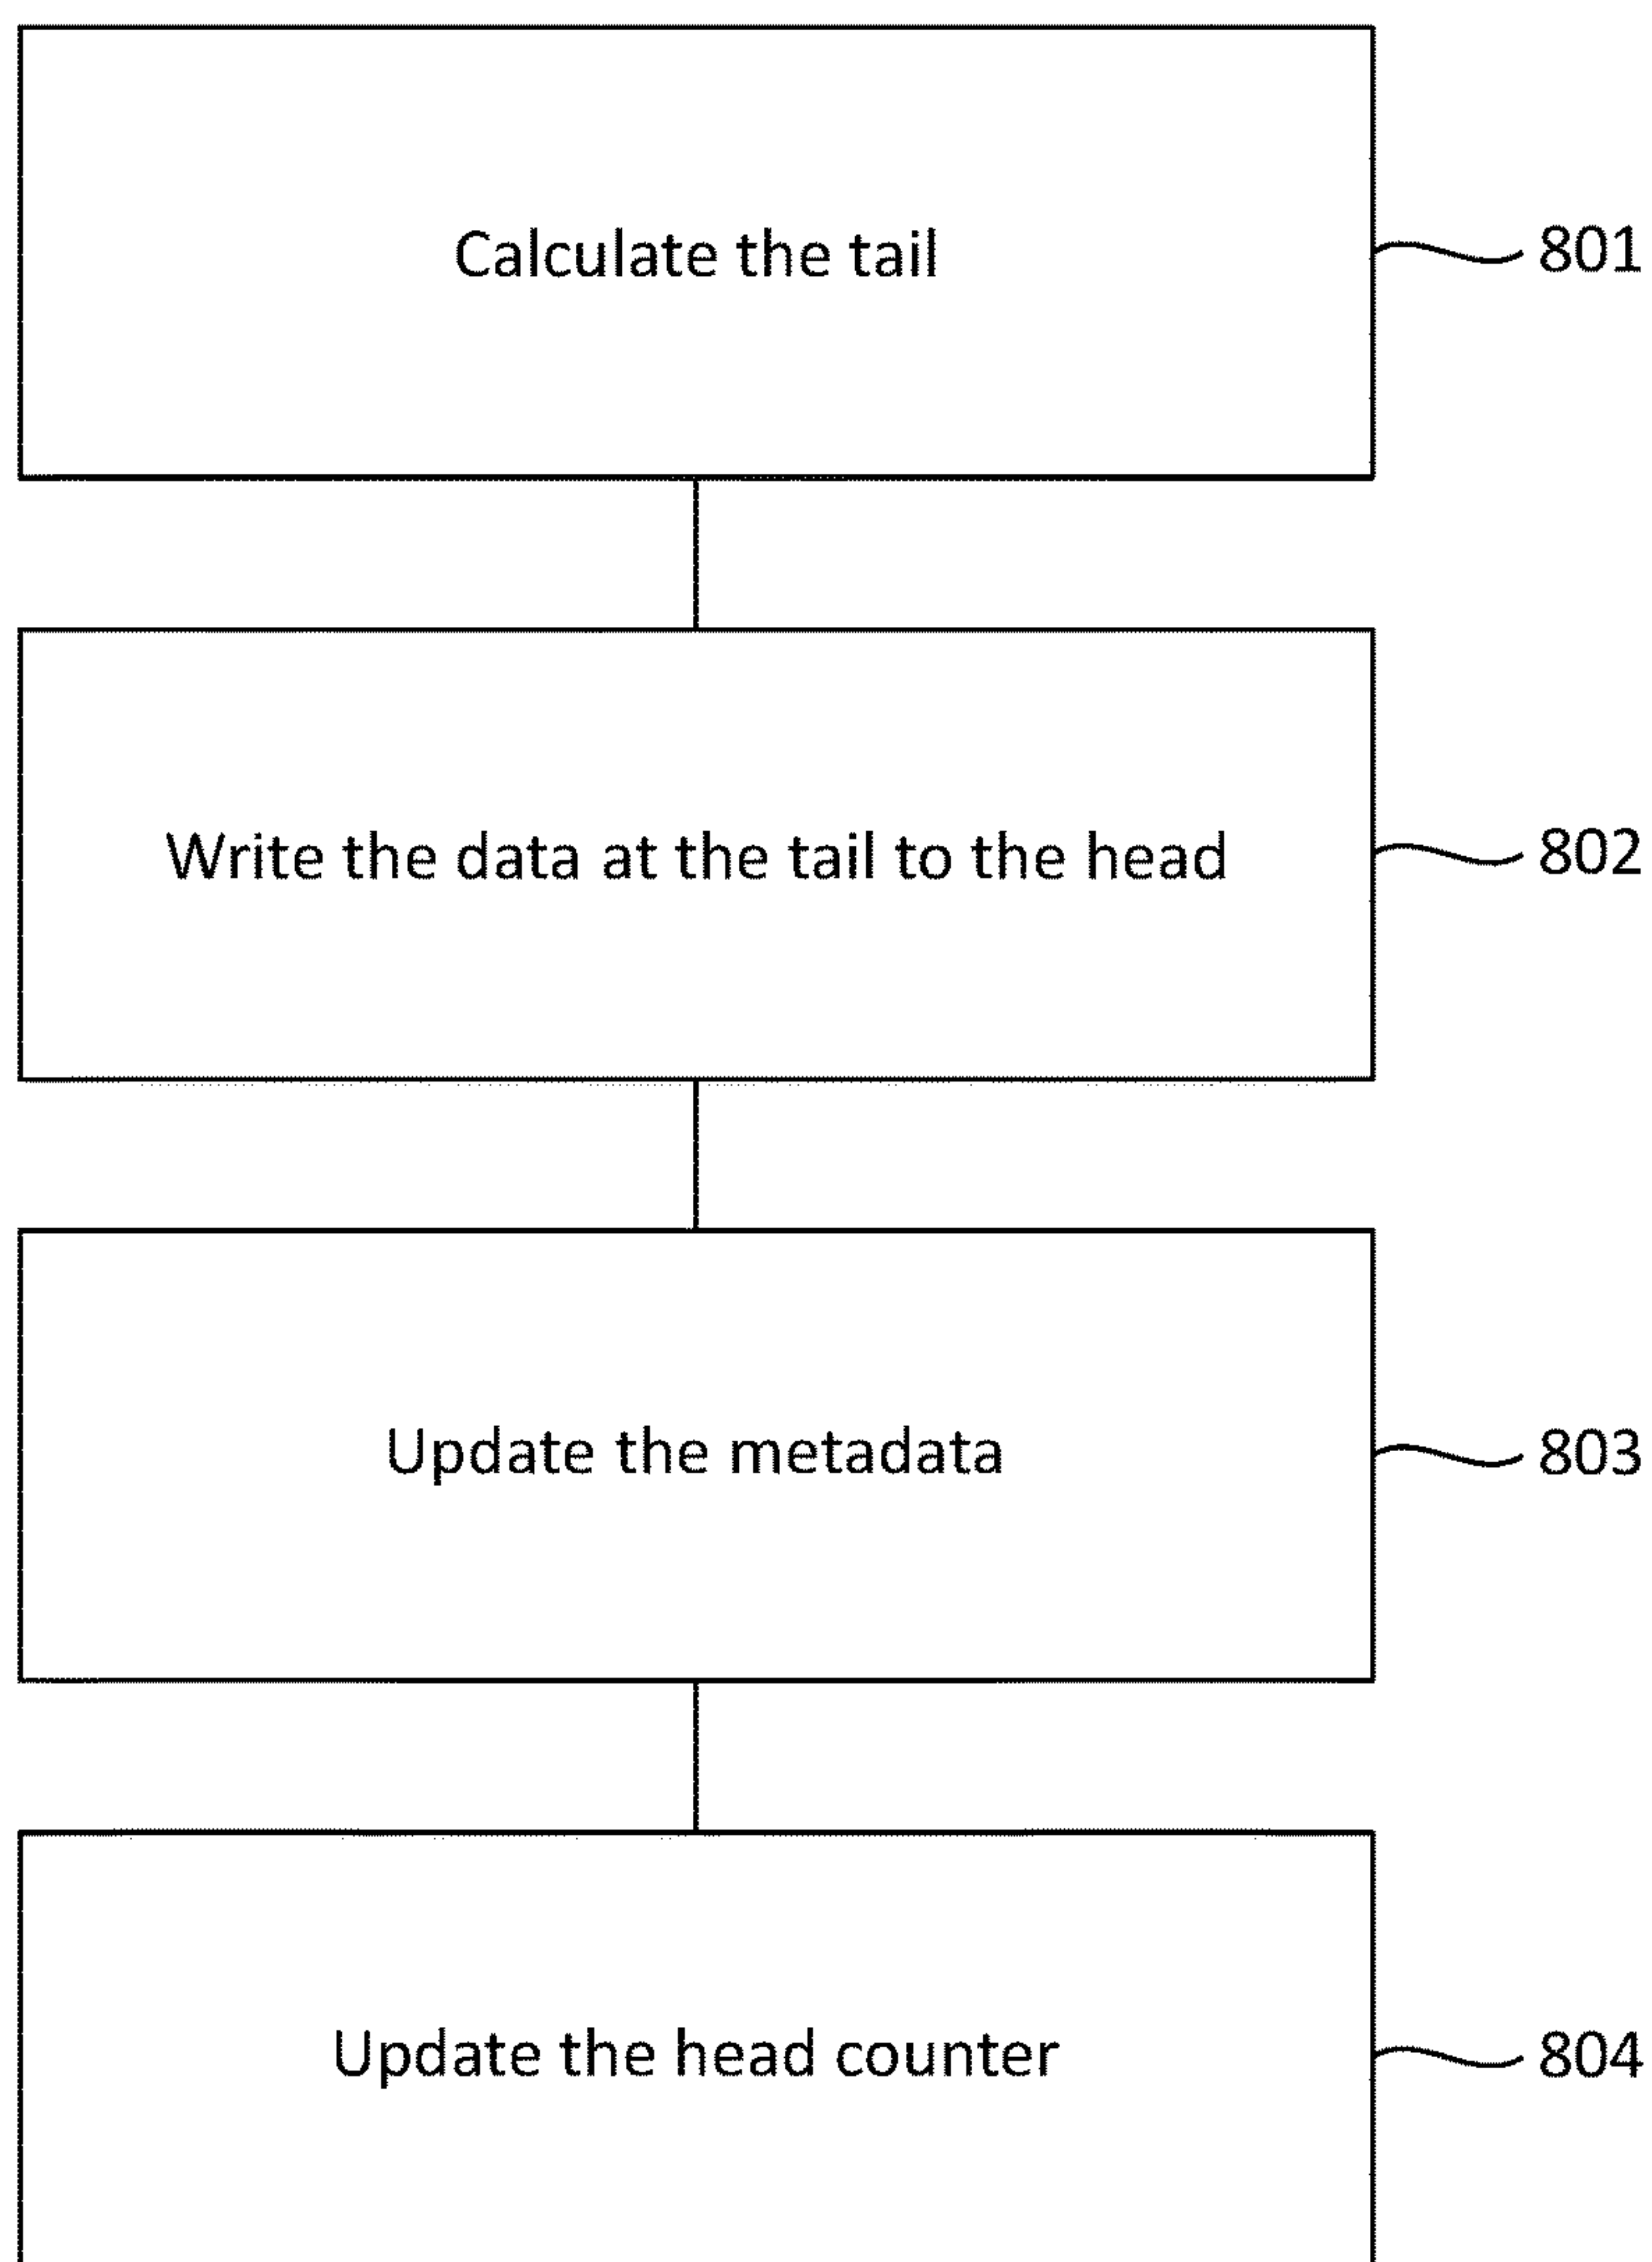 Calculate the tail
801
Write the data at the tail to the head
802
Update the metadata
803
Update the head counter
804